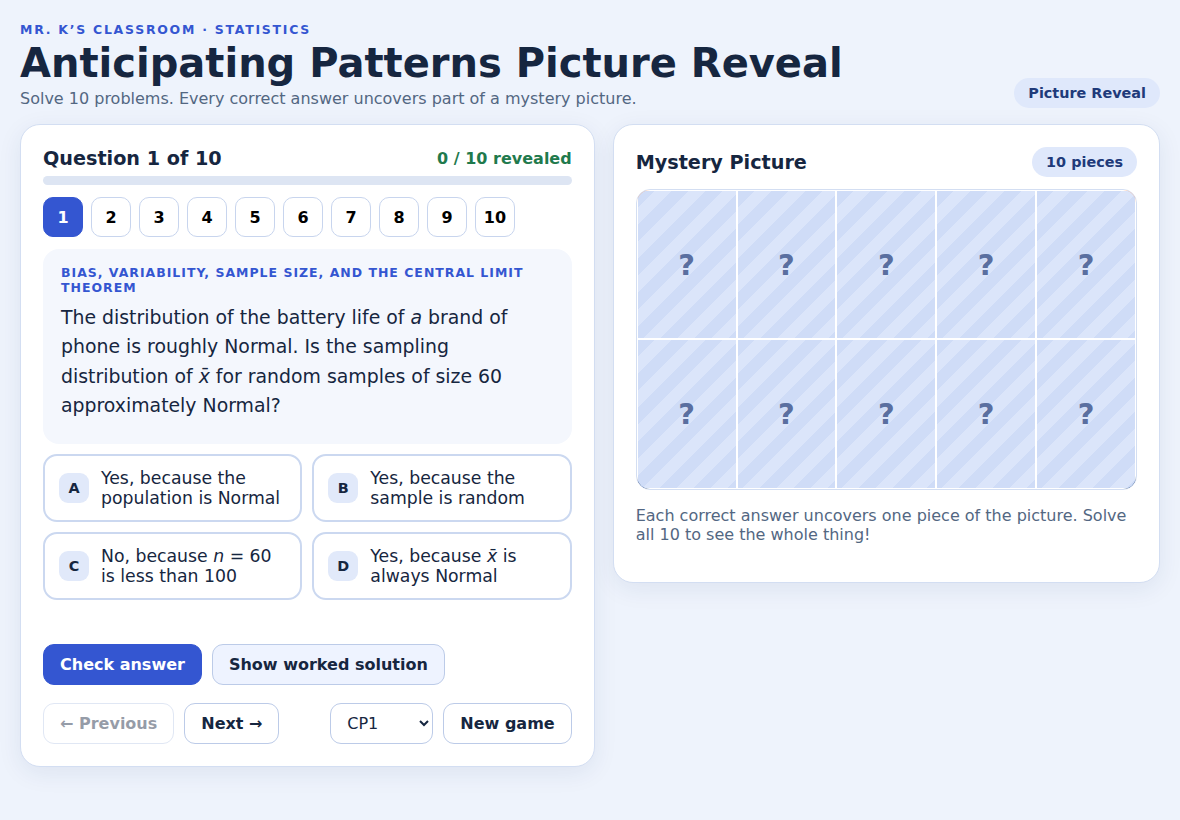 MR. K’S CLASSROOM · STATISTICS
Anticipating Patterns Picture Reveal
Solve 10 problems. Every correct answer uncovers part of a mystery picture.
Picture Reveal
Question 1 of 10
0 / 10 revealed
1 2 3 4 5 6 7 8 9 10
BIAS, VARIABILITY, SAMPLE SIZE, AND THE CENTRAL LIMIT
THEOREM
The distribution of the battery life of a brand of
phone is roughly Normal. Is the sampling
distribution of x̄ for random samples of size 60
approximately Normal?
A Yes, because the
population is Normal
B Yes, because the
sample is random
C No, because n = 60
is less than 100
D Yes, because x̄ is
always Normal
Check answer
Show worked solution
← Previous
Next →
CP1
New game
Mystery Picture
10 pieces
? ? ? ? ?
? ? ? ? ?
Each correct answer uncovers one piece of the picture. Solve
all 10 to see the whole thing!